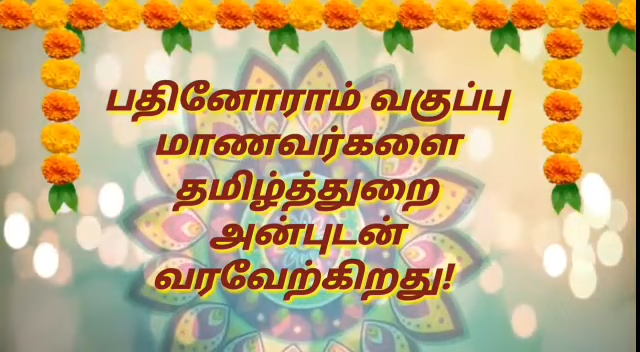 பதினோராம் வகுப்பு
மாணவர்களை
தமிழ்த்துறை
அன்புடன்
வரவேற்கிறது!